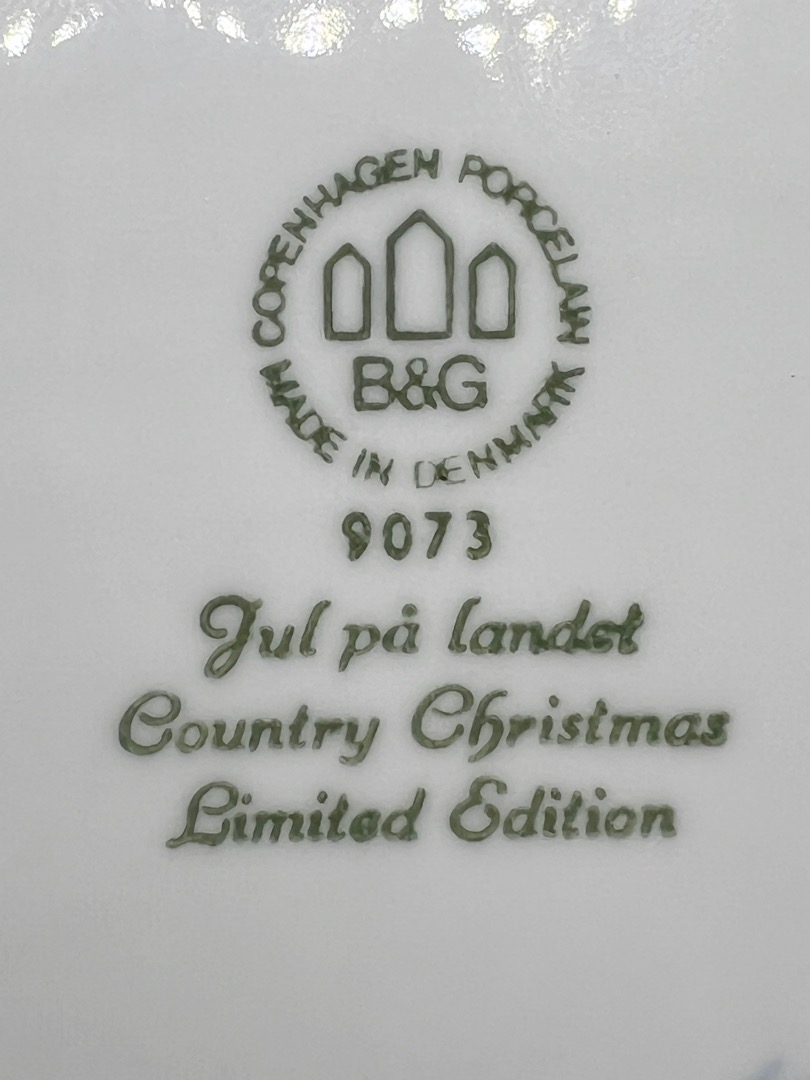 COPENHAGEN PORCELAIN
B&G
MADE IN DENMARK
9073
Jul på landet
Country Christmas
Limited Edition